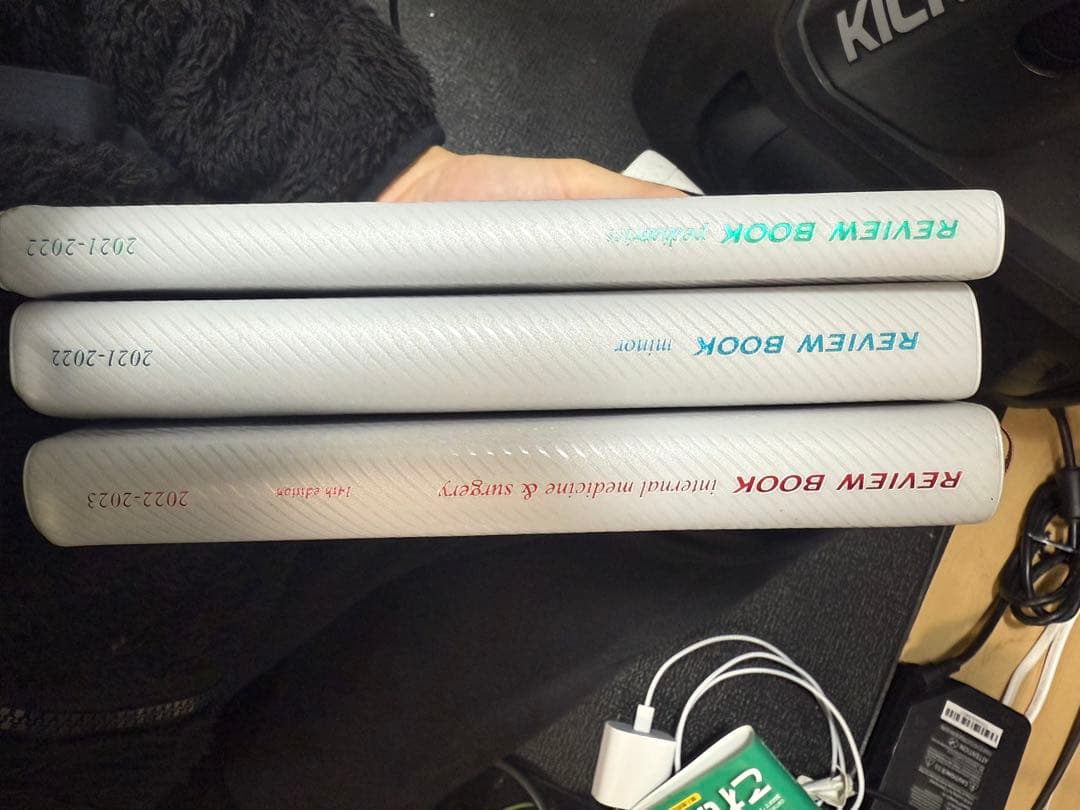 REVIEW BOOK pediatrics 2021-2022
REVIEW BOOK minor 2021-2022
REVIEW BOOK internal medicine & surgery 14th edition 2022-2023
ATTENTION